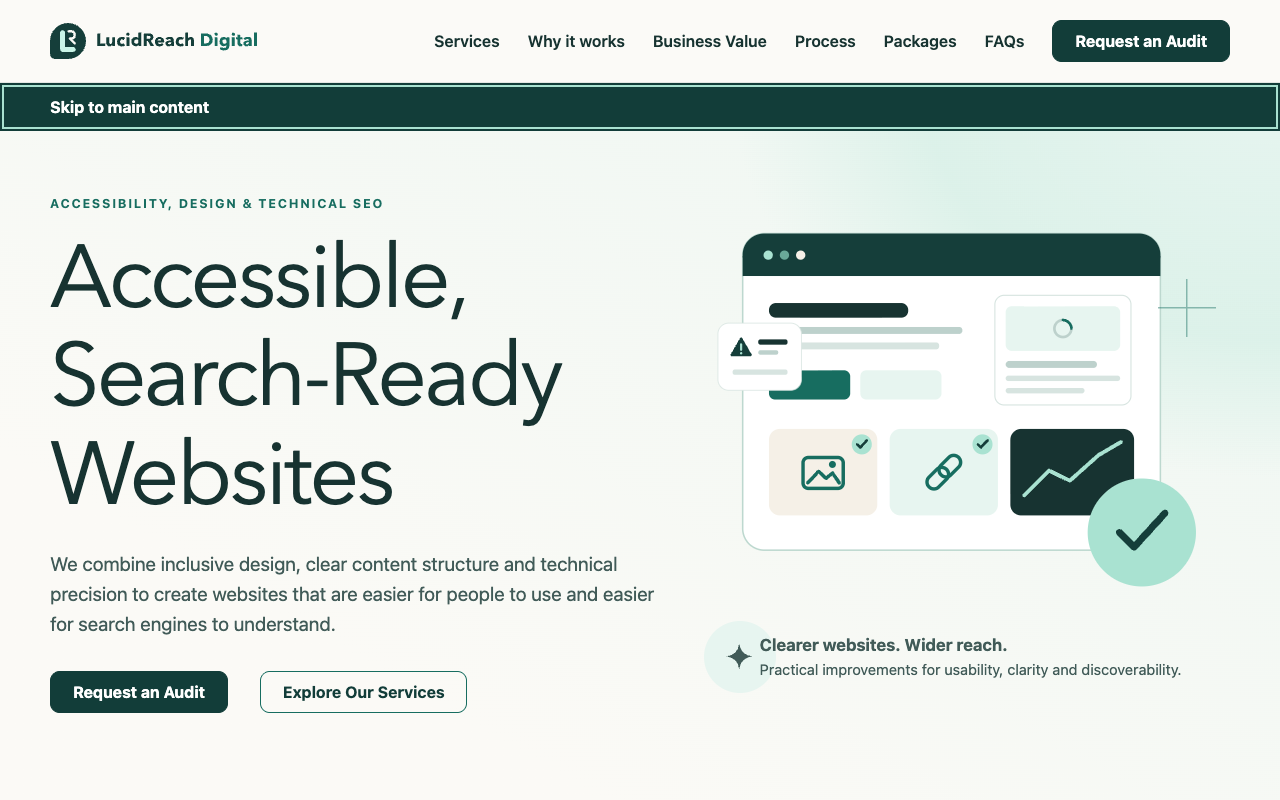 LucidReach Digital
Services
Why it works
Business Value
Process
Packages
FAQs
Request an Audit
Skip to main content
ACCESSIBILITY, DESIGN & TECHNICAL SEO
Accessible,
Search-Ready
Websites
We combine inclusive design, clear content structure and technical
precision to create websites that are easier for people to use and easier
for search engines to understand.
Request an Audit
Explore Our Services
Clearer websites. Wider reach.
Practical improvements for usability, clarity and discoverability.